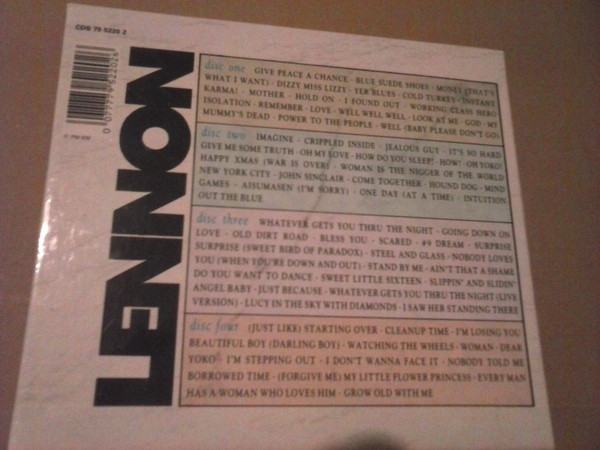 CDS 79 5220 2
0 077779 522026
LENNON
disc one GIVE PEACE A CHANCE · BLUE SUEDE SHOES · MONEY (THAT'S
WHAT I WANT) · DIZZY MISS LIZZY · YER BLUES · COLD TURKEY · INSTANT
KARMA! · MOTHER · HOLD ON · I FOUND OUT · WORKING CLASS HERO
ISOLATION · REMEMBER · LOVE · WELL WELL WELL · LOOK AT ME · GOD · MY
MUMMY'S DEAD · POWER TO THE PEOPLE · WELL (BABY PLEASE DON'T GO)
disc two IMAGINE · CRIPPLED INSIDE · JEALOUS GUY · IT'S SO HARD
GIVE ME SOME TRUTH · OH MY LOVE · HOW DO YOU SLEEP? · HOW? · OH YOKO!
HAPPY XMAS (WAR IS OVER) · WOMAN IS THE NIGGER OF THE WORLD
NEW YORK CITY · JOHN SINCLAIR · COME TOGETHER · HOUND DOG · MIND
GAMES · AISUMASEN (I'M SORRY) · ONE DAY (AT A TIME) · INTUITION
OUT THE BLUE
disc three WHATEVER GETS YOU THRU THE NIGHT · GOING DOWN ON
LOVE · OLD DIRT ROAD · BLESS YOU · SCARED · #9 DREAM · SURPRISE
SURPRISE (SWEET BIRD OF PARADOX) · STEEL AND GLASS · NOBODY LOVES
YOU (WHEN YOU'RE DOWN AND OUT) · STAND BY ME · AIN'T THAT A SHAME
DO YOU WANT TO DANCE · SWEET LITTLE SIXTEEN · SLIPPIN' AND SLIDIN'
ANGEL BABY · JUST BECAUSE · WHATEVER GETS YOU THRU THE NIGHT (LIVE
VERSION) · LUCY IN THE SKY WITH DIAMONDS · I SAW HER STANDING THERE
disc four (JUST LIKE) STARTING OVER · CLEANUP TIME · I'M LOSING YOU
BEAUTIFUL BOY (DARLING BOY) · WATCHING THE WHEELS · WOMAN · DEAR
YOKO · I'M STEPPING OUT · I DON'T WANNA FACE IT · NOBODY TOLD ME
BORROWED TIME · (FORGIVE ME) MY LITTLE FLOWER PRINCESS · EVERY MAN
HAS A WOMAN WHO LOVES HIM · GROW OLD WITH ME